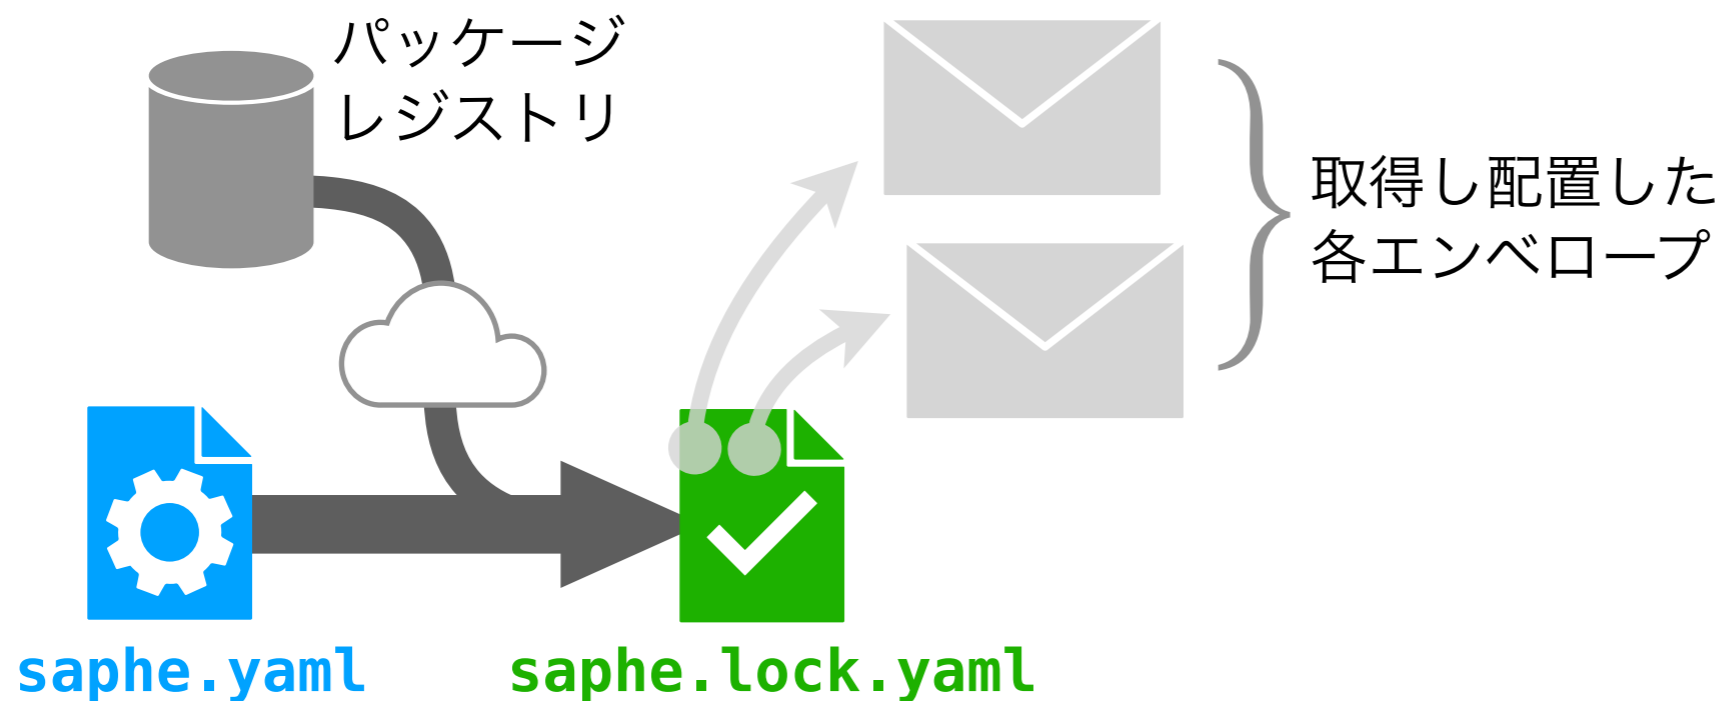 パッケージ
レジストリ
取得し配置した
各エンベロープ
saphe.yaml
saphe.lock.yaml